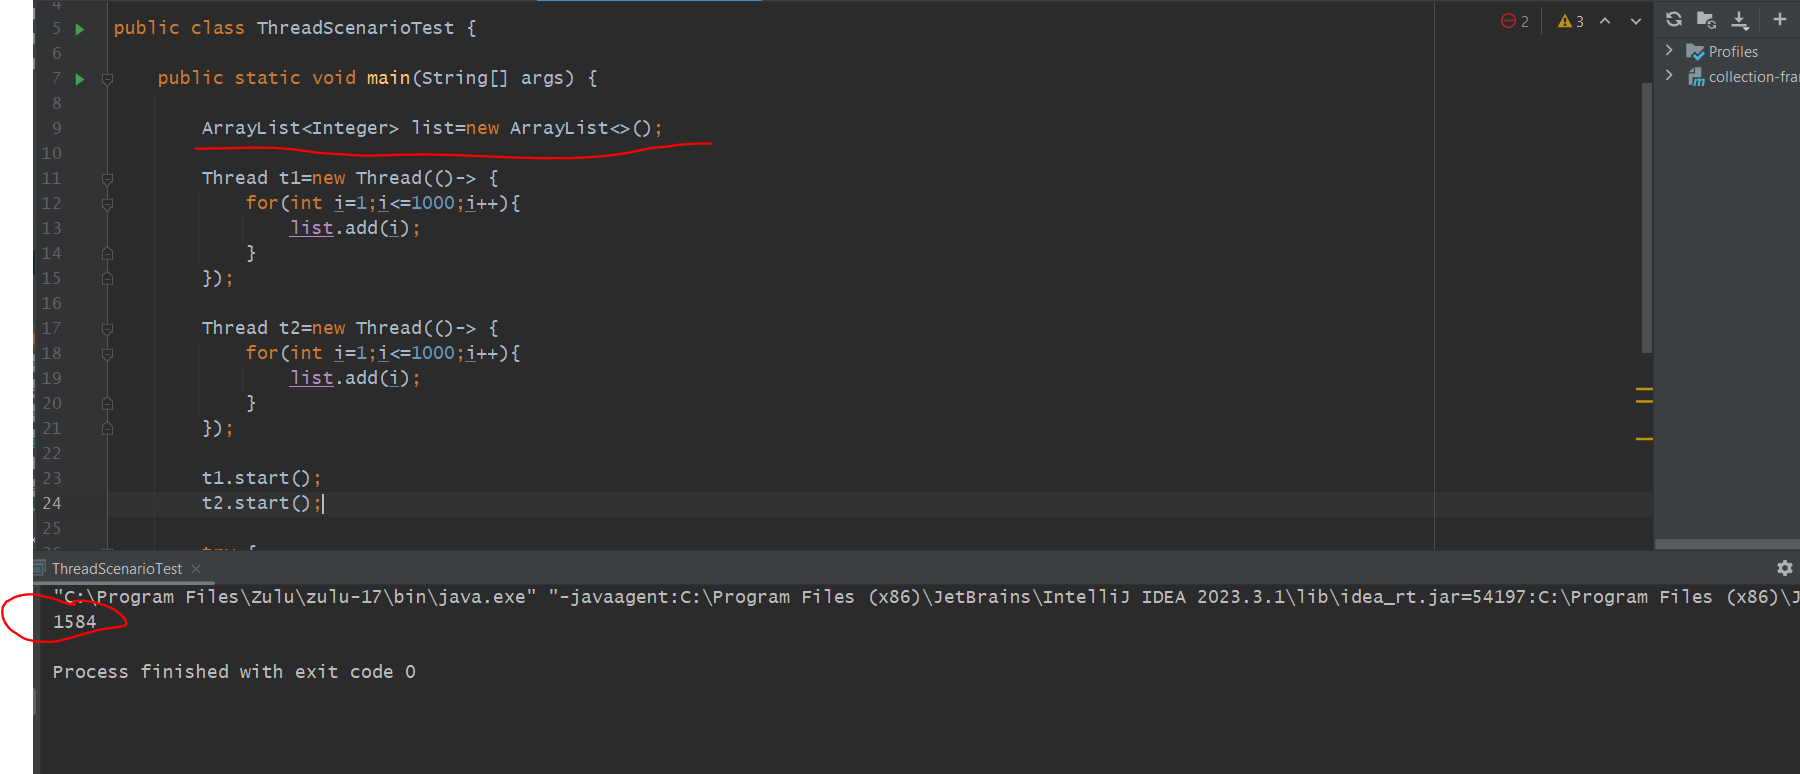 4
5 public class ThreadScenarioTest {
2 3
6
7 public static void main(String[] args) {
8
9 ArrayList<Integer> list=new ArrayList<>();
10
11 Thread t1=new Thread(()-> {
12 for(int i=1;i<=1000;i++){
13 list.add(i);
14 }
15 });
16
17 Thread t2=new Thread(()-> {
18 for(int i=1;i<=1000;i++){
19 list.add(i);
20 }
21 });
22
23 t1.start();
24 t2.start();
25
26 try {
Profiles
collection-fra
ThreadScenarioTest
"C:\Program Files\Zulu\zulu-17\bin\java.exe" "-javaagent:C:\Program Files (x86)\JetBrains\IntelliJ IDEA 2023.3.1\lib\idea_rt.jar=54197:C:\Program Files (x86)\J
1584
Process finished with exit code 0